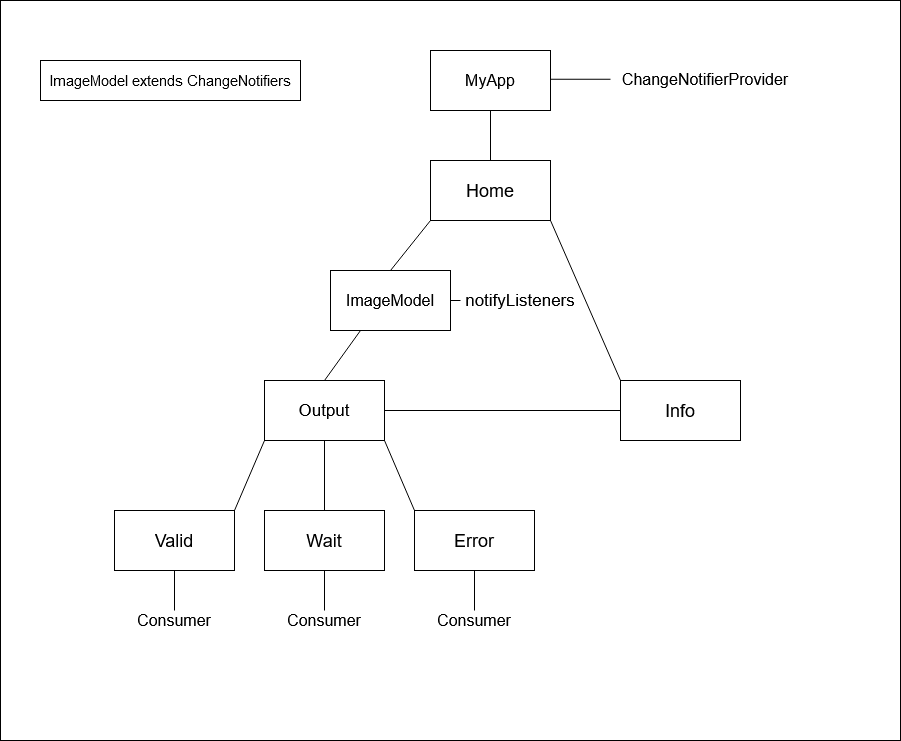 MyApp
ChangeNotifierProvider
ImageModel extends ChangeNotifiers
Home
ImageModel
notifyListeners
Output
Info
Valid
Wait
Error
Consumer
Consumer
Consumer